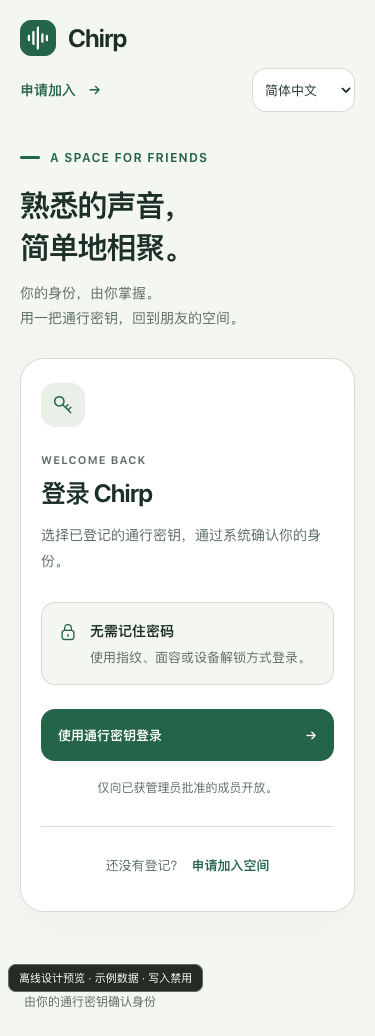 Chirp
申请加入 →
简体中文
A SPACE FOR FRIENDS
熟悉的声音，
简单地相聚。
你的身份，由你掌握。
用一把通行密钥，回到朋友的空间。
WELCOME BACK
登录 Chirp
选择已登记的通行密钥，通过系统确认你的身
份。
无需记住密码
使用指纹、面容或设备解锁方式登录。
使用通行密钥登录 →
仅向已获管理员批准的成员开放。
还没有登记？ 申请加入空间
离线设计预览 · 示例数据 · 写入禁用
由你的通行密钥确认身份